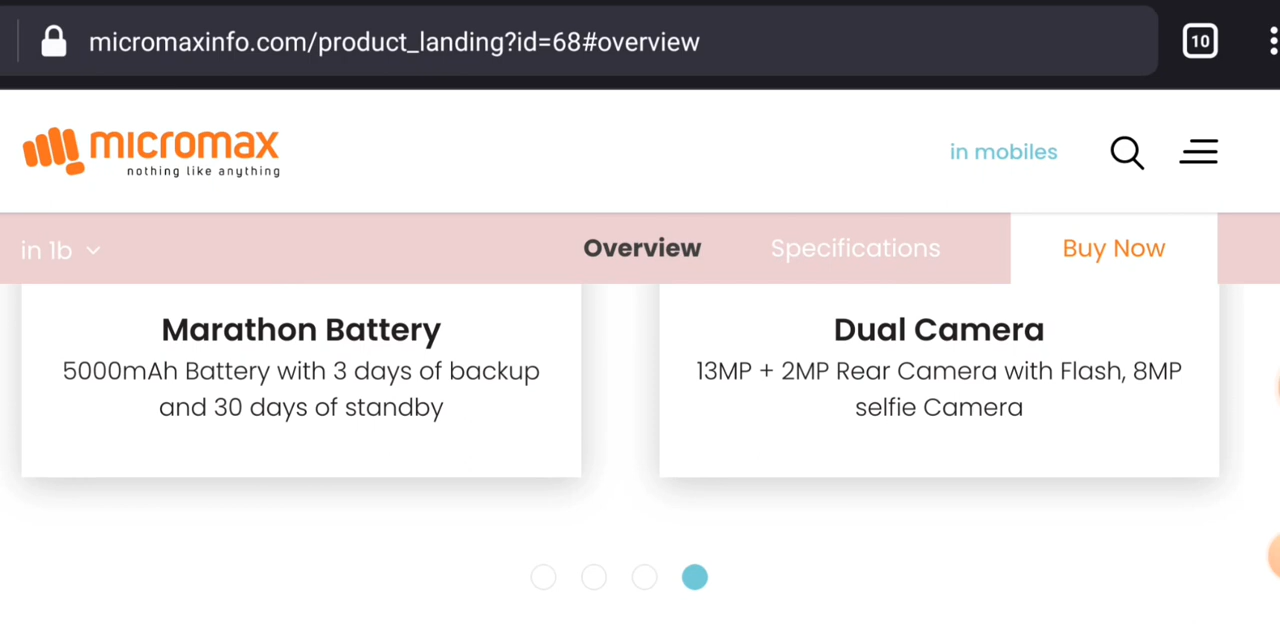 micromaxinfo.com/product_landing?id=68#overview
10
micromax
nothing like anything
in mobiles
in 1b
Overview
Specifications
Buy Now
Marathon Battery
5000mAh Battery with 3 days of backup
and 30 days of standby
Dual Camera
13MP + 2MP Rear Camera with Flash, 8MP
selfie Camera